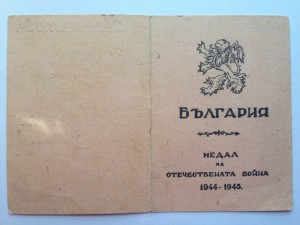 БЪЛГАРИЯ
МЕДАЛ
НА
ОТЕЧЕСТВЕНАТА ВОЙНА
1944-1945.